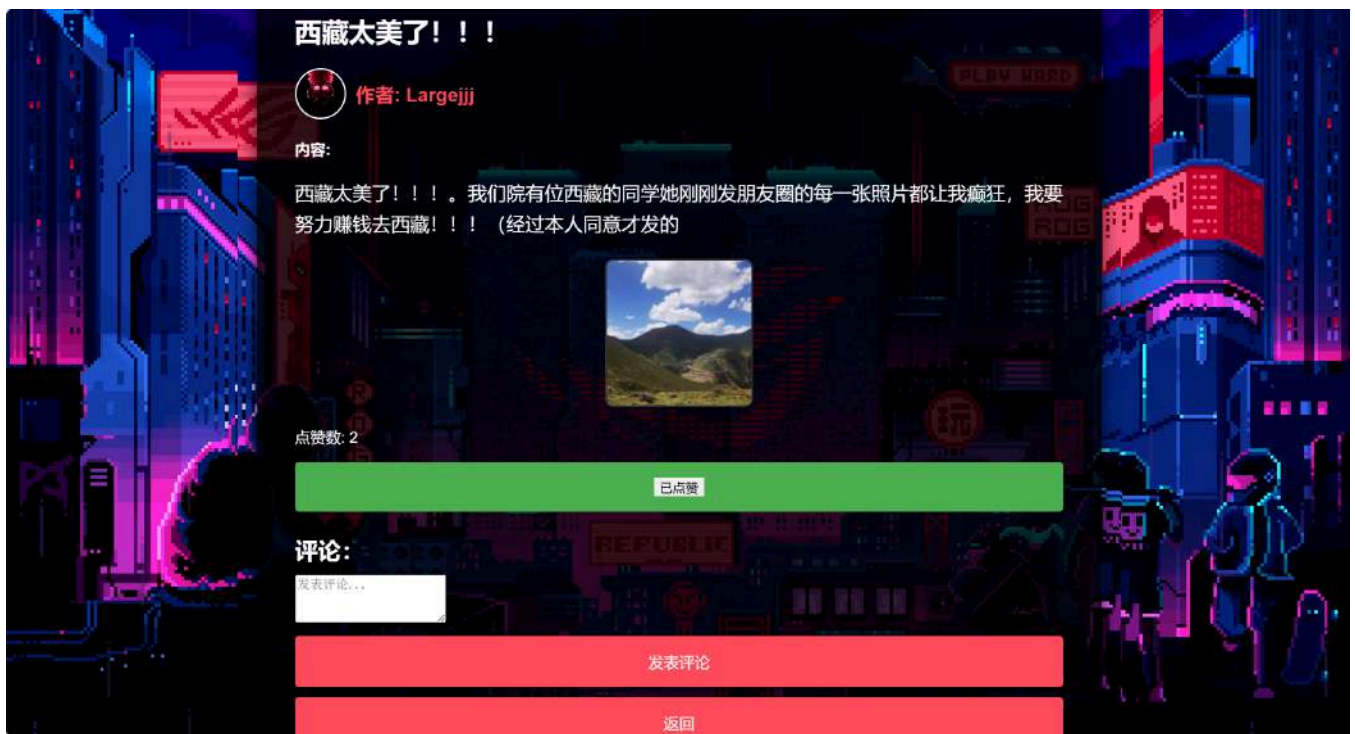 西藏太美了！！！
PLAY HARD
作者: Largejjj
内容:
西藏太美了！！！。我们院有位西藏的同学她刚刚发朋友圈的每一张照片都让我癫狂，我要
努力赚钱去西藏！！！（经过本人同意才发的
ROG
ROG
玩
点赞数: 2
已点赞
REPUBLIC
评论：
发表评论...
发表评论
返回